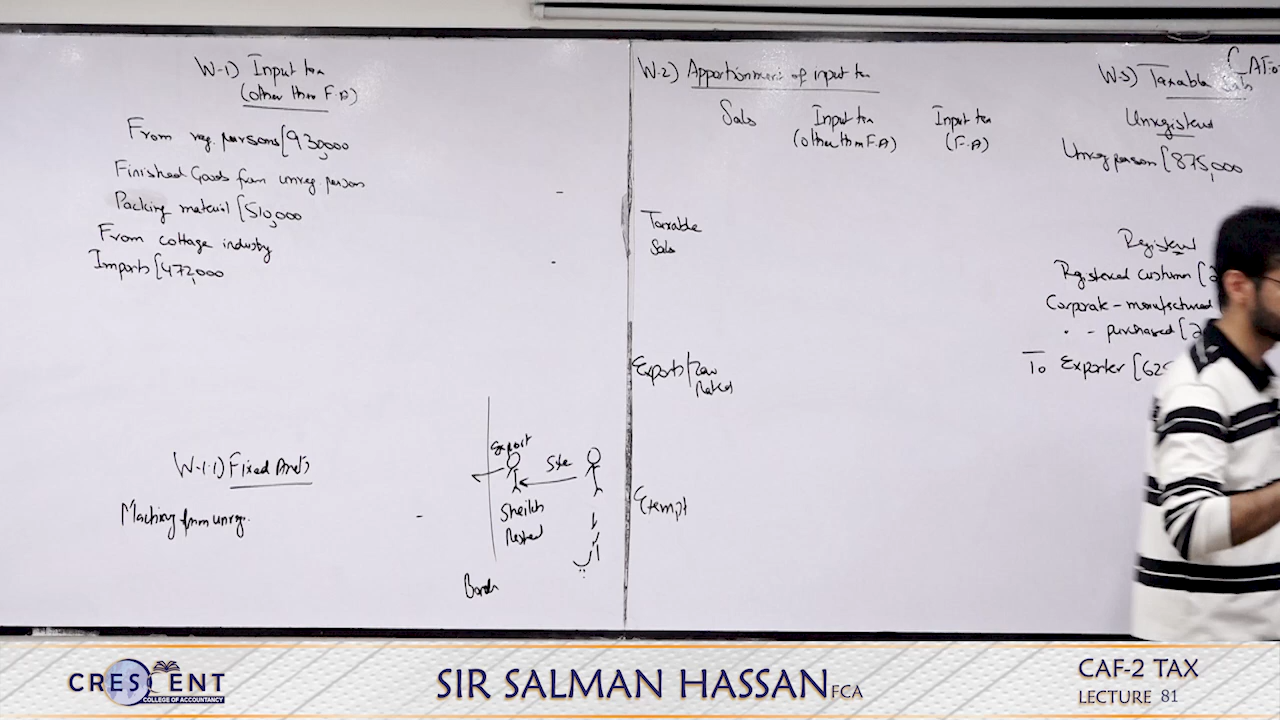 W-1) Input tax
(other than F.A)
From reg. persons [930,000
Finished Goods from unreg persons -
Packing material [510,000
From cottage industry -
Imports [472,000
W-1.1) Fixed Assets
Machinery from unreg. -
export
Sale
Sheikh
Border
آپ
W-2) Apportionment of input tax
Sales
Input tax
(other than F.A)
Input tax
(F.A)
Taxable
Sales
Exports/Zero
Rated
Exempt
W-3) Taxable
Unregistered
Unreg person [875,000
Registered
Registered customer [2
Corporate - manufactured
" - purchased [2
To Exporter [625
CRESCENT
COLLEGE OF ACCOUNTANCY
SIR SALMAN HASSAN FCA
CAF-2 TAX
LECTURE 81